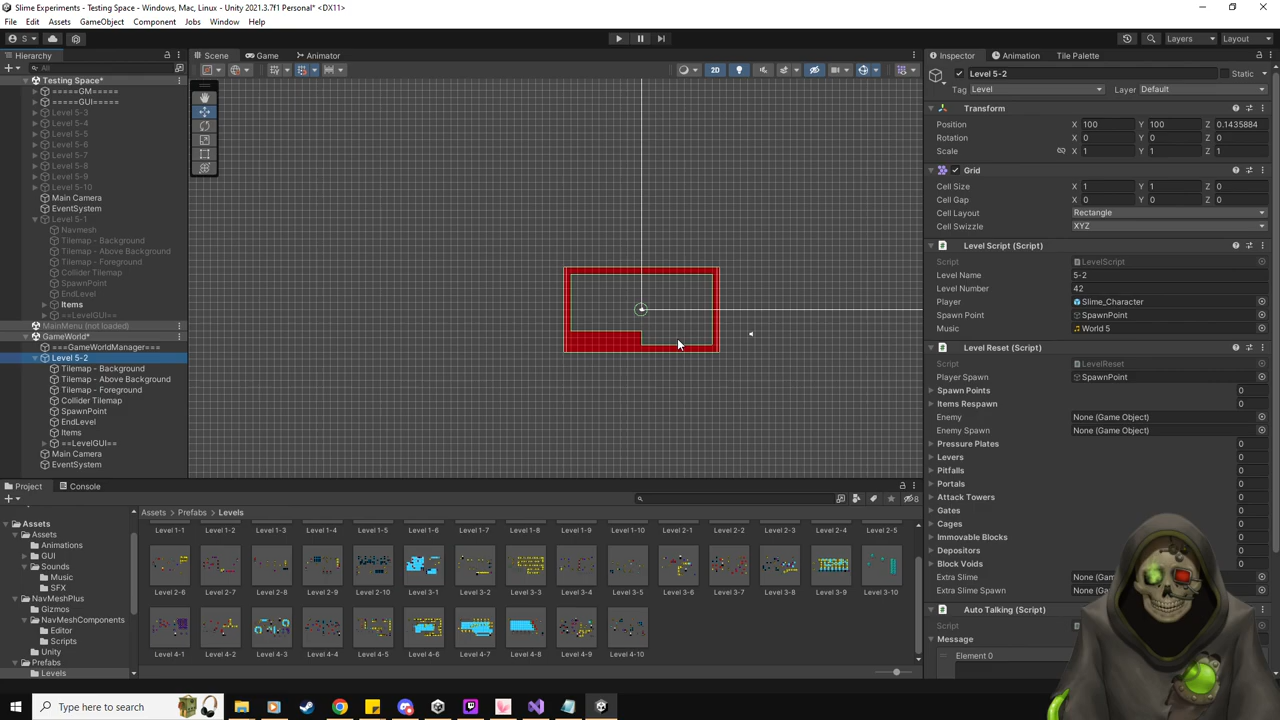 Slime Experiments - Testing Space - Windows, Mac, Linux - Unity 2021.3.7f1 Personal* <DX11>
File Edit Assets GameObject Component Jobs Window Help
S Layers Layout
Hierarchy Scene Game Animator Inspector Animation Tile Palette
All 2D
Testing Space*
=====GM=====
=====GUI=====
Level 5-3
Level 5-4
Level 5-5
Level 5-6
Level 5-7
Level 5-8
Level 5-9
Level 5-10
Main Camera
EventSystem
Level 5-1
Navmesh
Tilemap - Background
Tilemap - Above Background
Tilemap - Foreground
Collider Tilemap
SpawnPoint
EndLevel
Items
==LevelGUI==
MainMenu (not loaded)
GameWorld*
===GameWorldManager===
Level 5-2
Tilemap - Background
Tilemap - Above Background
Tilemap - Foreground
Collider Tilemap
SpawnPoint
EndLevel
Items
==LevelGUI==
Main Camera
EventSystem
Level 5-2 Static
Tag Level Layer Default
Transform
Position X 100 Y 100 Z 0.1435884
Rotation X 0 Y 0 Z 0
Scale X 1 Y 1 Z 1
Grid
Cell Size X 1 Y 1 Z 0
Cell Gap X 0 Y 0 Z 0
Cell Layout Rectangle
Cell Swizzle XYZ
Level Script (Script)
Script LevelScript
Level Name 5-2
Level Number 42
Player Slime_Character
Spawn Point SpawnPoint
Music World 5
Level Reset (Script)
Script LevelReset
Player Spawn SpawnPoint
Spawn Points 0
Items Respawn 0
Enemy None (Game Object)
Enemy Spawn None (Game Object)
Pressure Plates 0
Levers 0
Pitfalls 0
Portals 0
Attack Towers 0
Gates 0
Cages 0
Immovable Blocks 0
Depositors 0
Block Voids 0
Extra Slime None (Gam
Extra Slime Spawn None (Gam
Auto Talking (Script)
Script
Message
Element 0
Project Console
8
Assets > Prefabs > Levels
Assets
Assets
Animations
GUI
Sounds
Music
SFX
NavMeshPlus
Gizmos
NavMeshComponents
Editor
Scripts
Unity
Prefabs
Levels
Level 1-1 Level 1-2 Level 1-3 Level 1-4 Level 1-5 Level 1-6 Level 1-7 Level 1-8 Level 1-9 Level 1-10 Level 2-1 Level 2-2 Level 2-3 Level 2-4 Level 2-5
Level 2-6 Level 2-7 Level 2-8 Level 2-9 Level 2-10 Level 3-1 Level 3-2 Level 3-3 Level 3-4 Level 3-5 Level 3-6 Level 3-7 Level 3-8 Level 3-9 Level 3-10
Level 4-1 Level 4-2 Level 4-3 Level 4-4 Level 4-5 Level 4-6 Level 4-7 Level 4-8 Level 4-9 Level 4-10
Type here to search